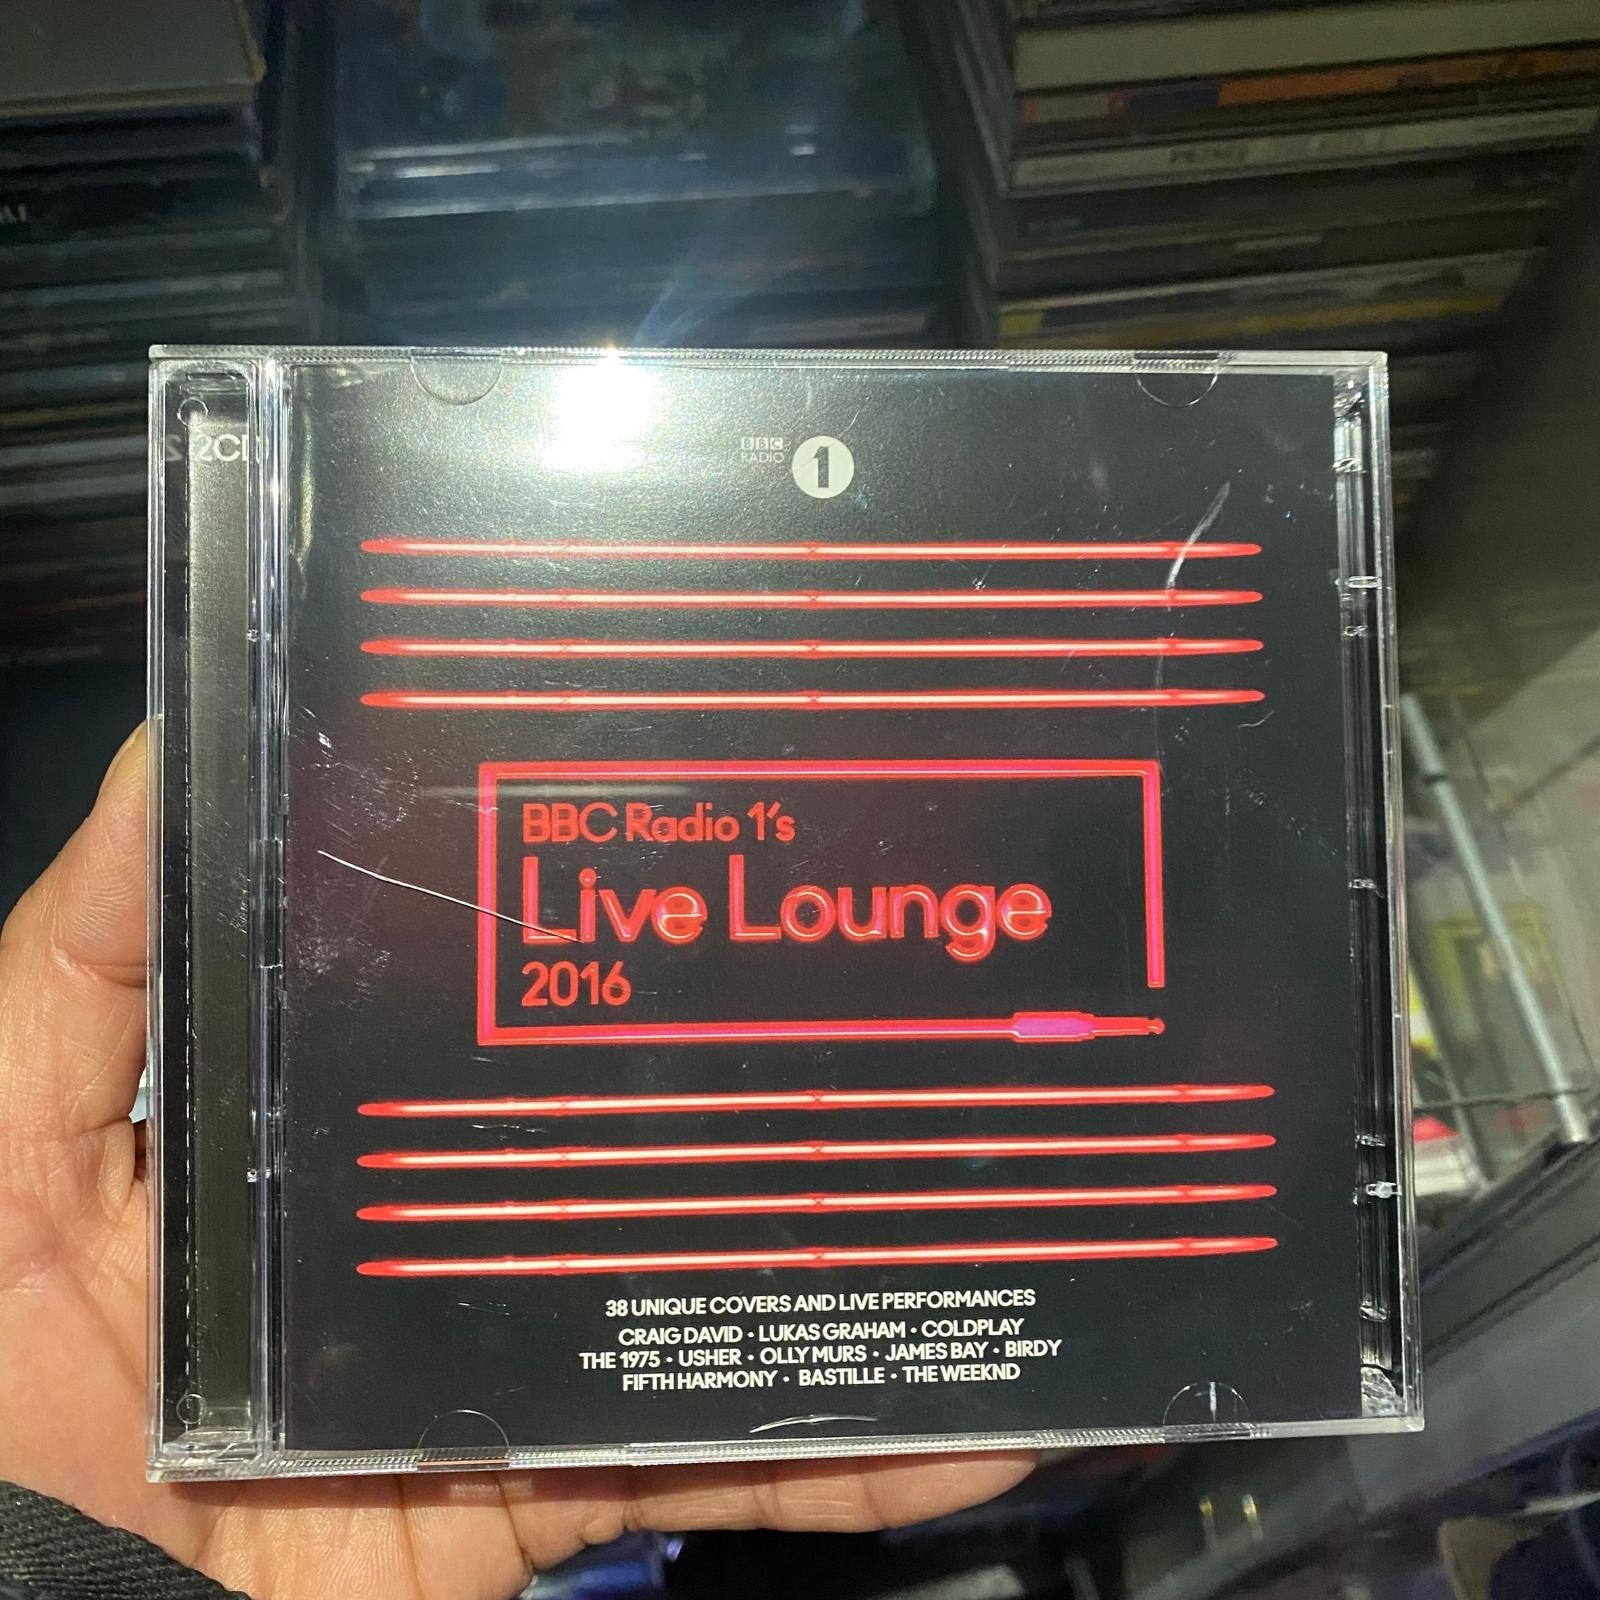 2CD
BBC
RADIO
1
BBC Radio 1's
Live Lounge
2016
38 UNIQUE COVERS AND LIVE PERFORMANCES
CRAIG DAVID • LUKAS GRAHAM • COLDPLAY
THE 1975 • USHER • OLLY MURS • JAMES BAY • BIRDY
FIFTH HARMONY • BASTILLE • THE WEEKND